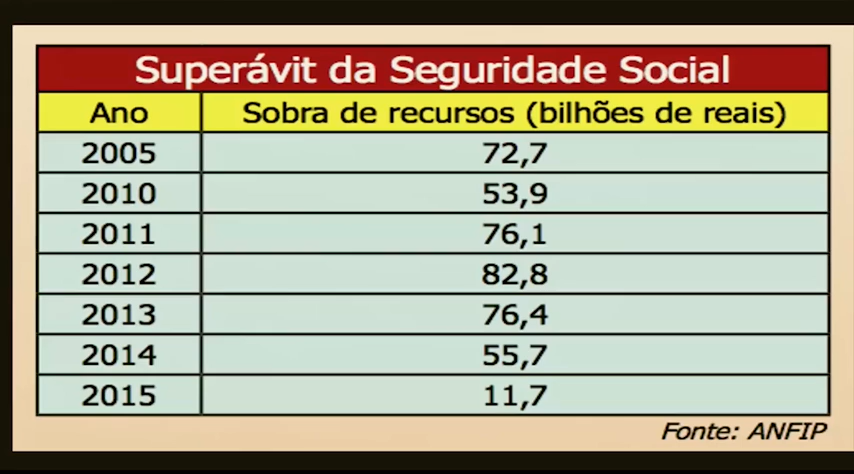 Superávit da Seguridade Social
Ano Sobra de recursos (bilhões de reais)
2005 72,7
2010 53,9
2011 76,1
2012 82,8
2013 76,4
2014 55,7
2015 11,7
Fonte: ANFIP